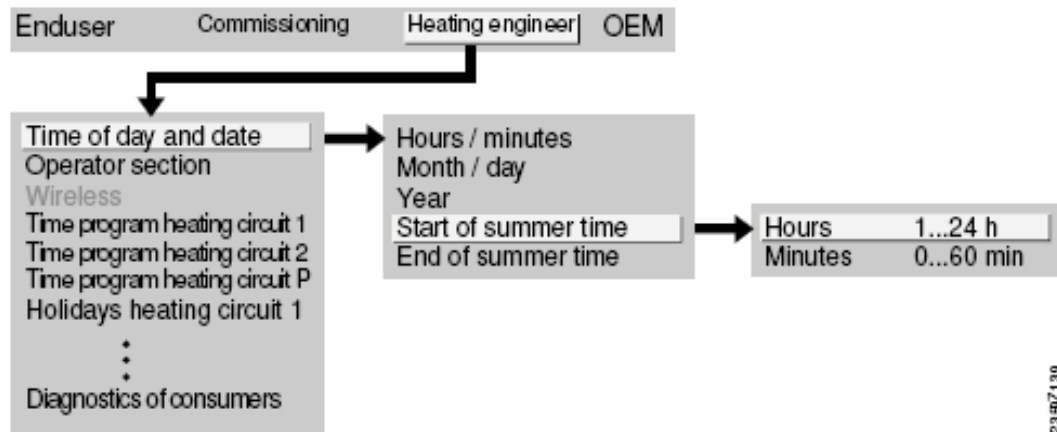 Enduser Commissioning Heating engineer OEM
Time of day and date
Operator section
Wireless
Time program heating circuit 1
Time program heating circuit 2
Time program heating circuit P
Holidays heating circuit 1
Diagnostics of consumers
Hours / minutes
Month / day
Year
Start of summer time
End of summer time
Hours 1...24 h
Minutes 0...60 min